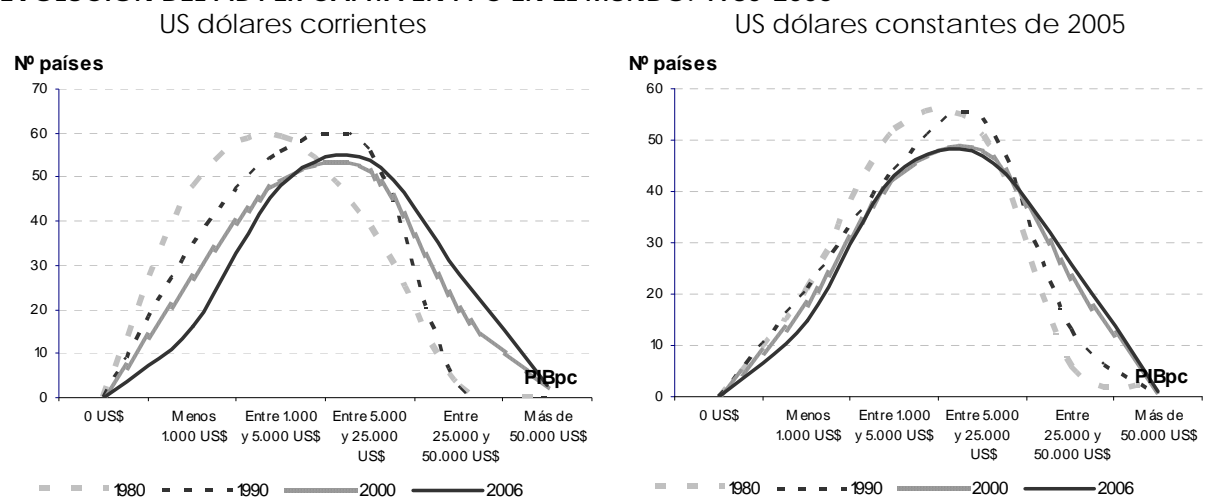 US dólares corrientes
Nº países
70
60
50
40
30
20
10
0
PIBpc
0 US$
Menos
1.000 US$
Entre 1.000
y 5.000 US$
Entre 5.000
y 25.000
US$
Entre
25.000 y
50.000 US$
Más de
50.000 US$
1980
1990
2000
2006
US dólares constantes de 2005
Nº países
60
50
40
30
20
10
0
PIBpc
0 US$
Menos
1.000 US$
Entre 1.000
y 5.000 US$
Entre 5.000
y 25.000
US$
Entre
25.000 y
50.000 US$
Más de
50.000 US$
1980
1990
2000
2006